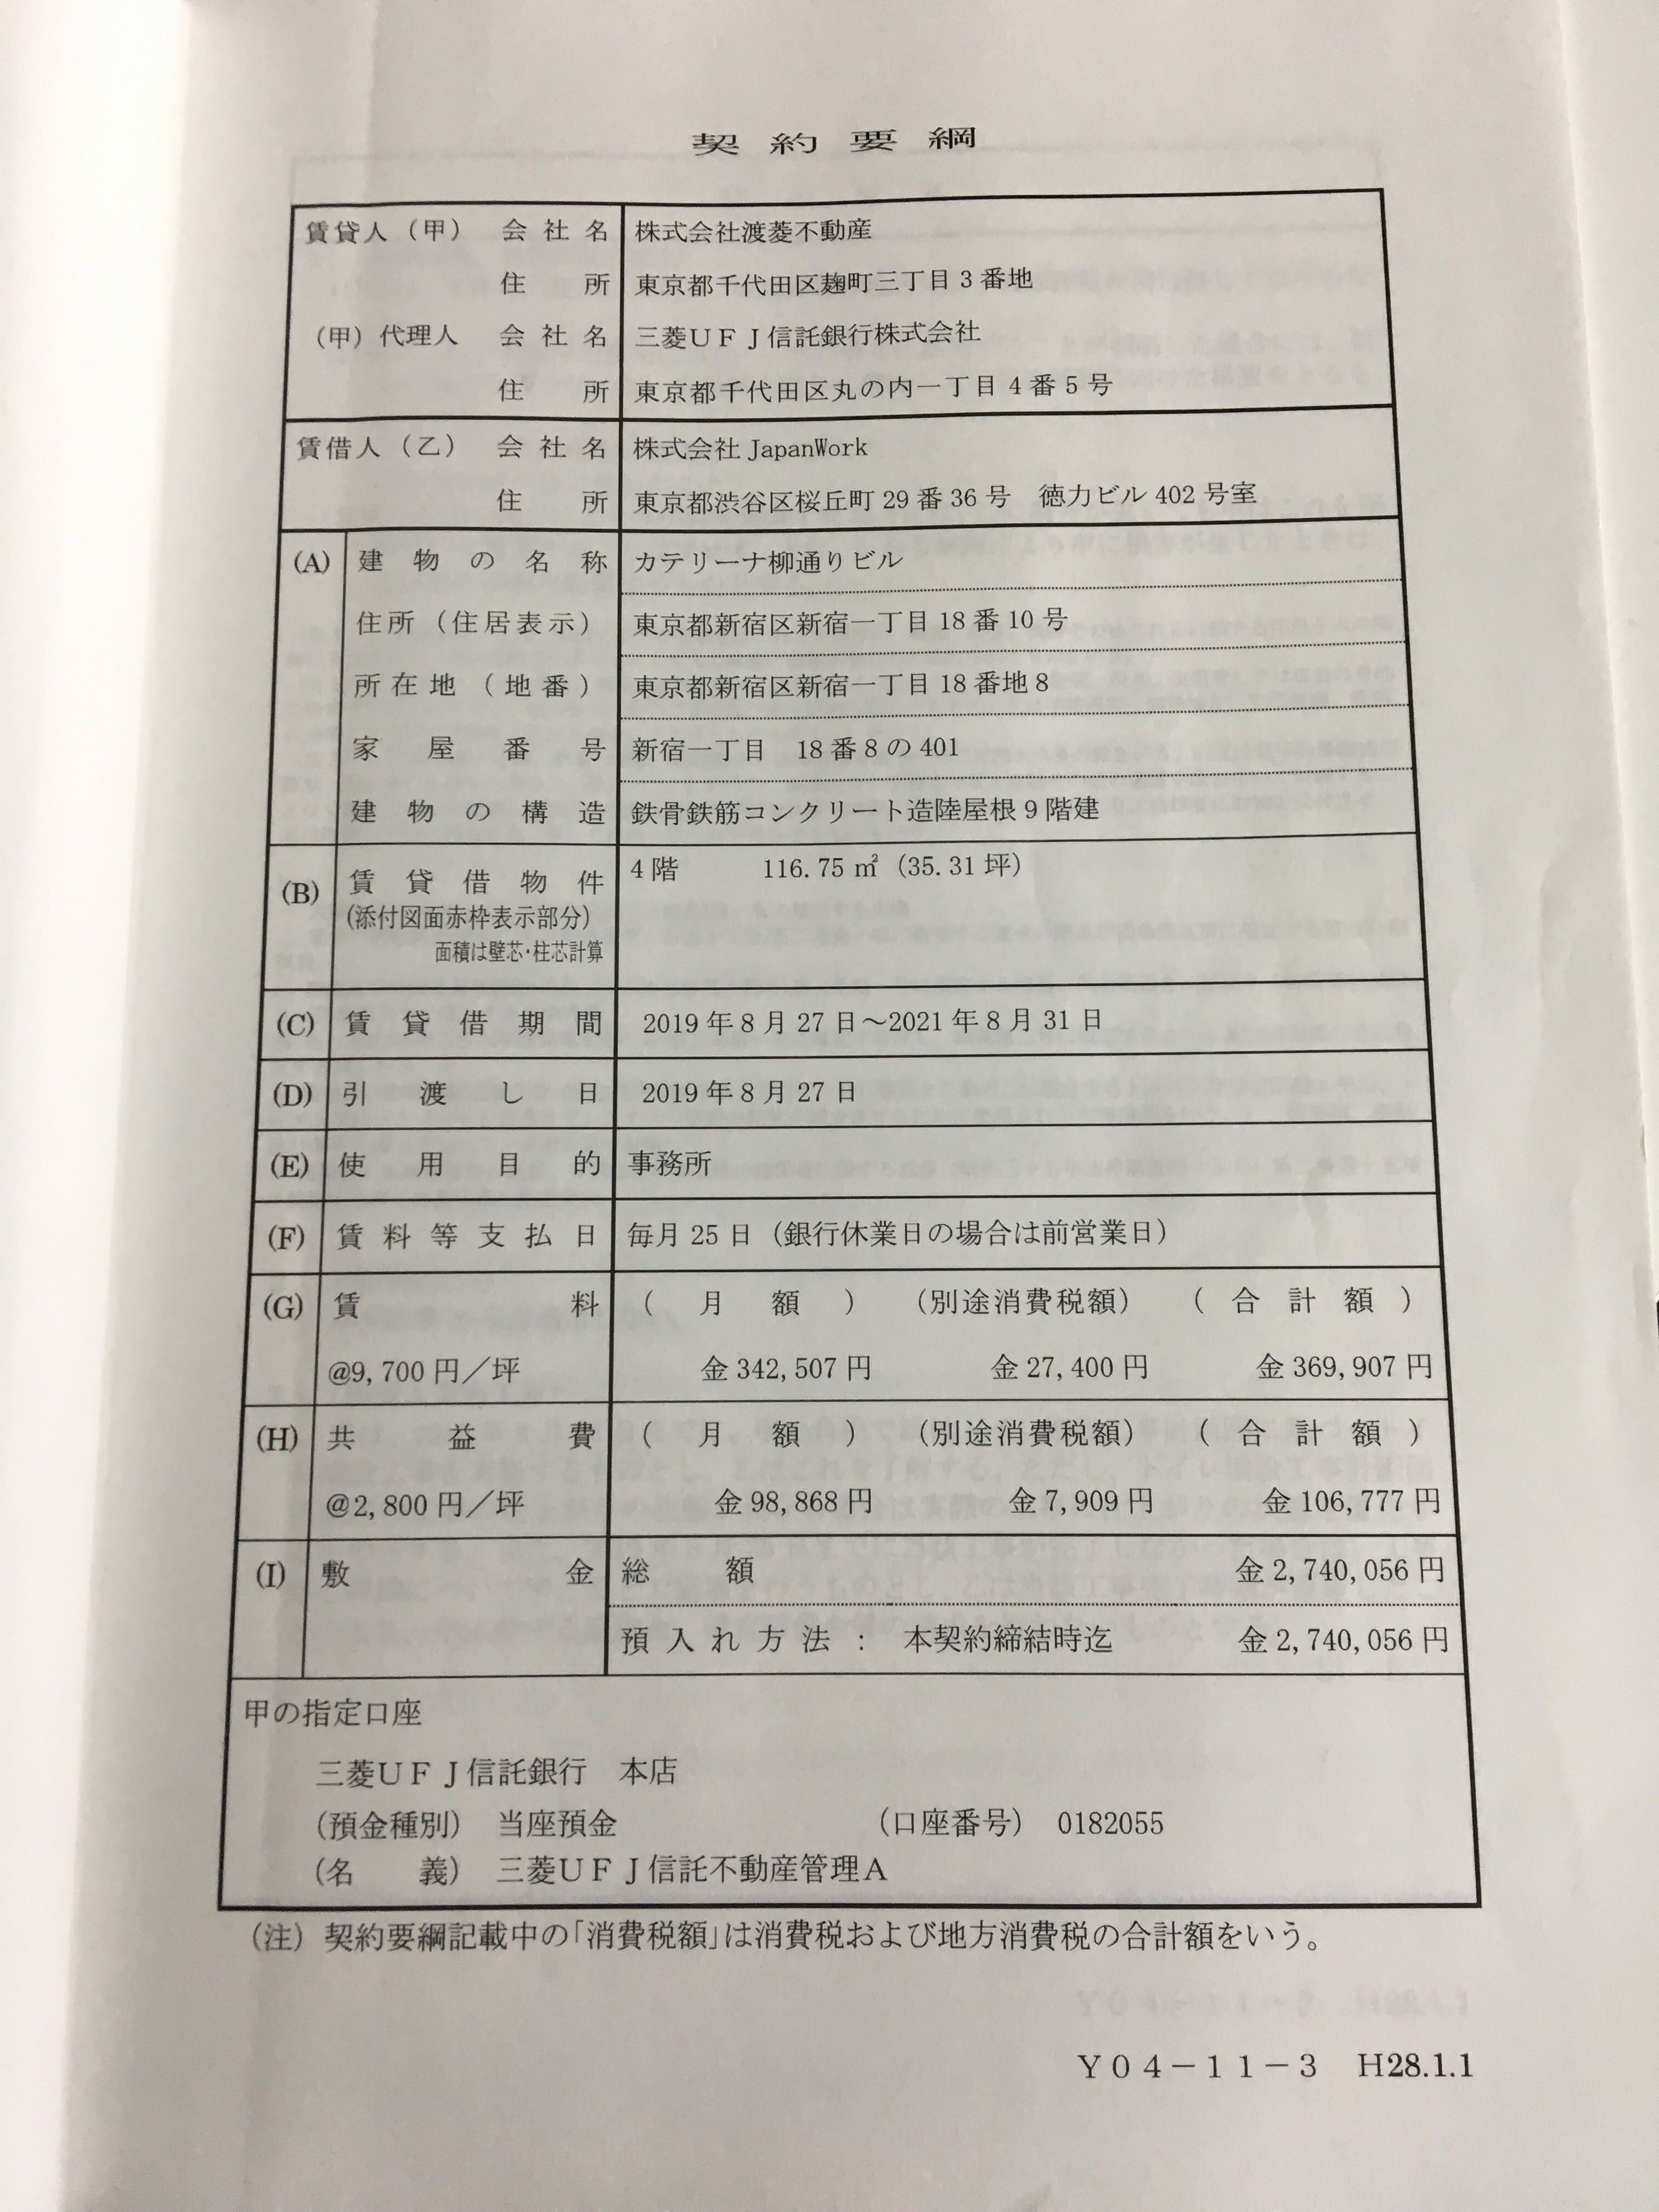 契約要綱
賃貸人（甲） 会社名 株式会社渡菱不動産
住所 東京都千代田区麹町三丁目3番地
（甲）代理人 会社名 三菱ＵＦＪ信託銀行株式会社
住所 東京都千代田区丸の内一丁目4番5号
賃借人（乙） 会社名 株式会社 JapanWork
住所 東京都渋谷区桜丘町29番36号　徳力ビル402号室
(A) 建物の名称 カテリーナ柳通りビル
住所（住居表示） 東京都新宿区新宿一丁目18番10号
所在地（地番） 東京都新宿区新宿一丁目18番地8
家屋番号 新宿一丁目　18番8の401
建物の構造 鉄骨鉄筋コンクリート造陸屋根9階建
(B) 賃貸借物件 4階 116.75㎡（35.31坪）
(添付図面赤枠表示部分)
面積は壁芯・柱芯計算
(C) 賃貸借期間 2019年8月27日～2021年8月31日
(D) 引渡し日 2019年8月27日
(E) 使用目的 事務所
(F) 賃料等支払日 毎月25日（銀行休業日の場合は前営業日）
(G) 賃料 （月額） （別途消費税額） （合計額）
@9,700円／坪 金342,507円 金27,400円 金369,907円
(H) 共益費 （月額） （別途消費税額） （合計額）
@2,800円／坪 金98,868円 金7,909円 金106,777円
(I) 敷金 総額 金2,740,056円
預入れ方法： 本契約締結時迄 金2,740,056円
甲の指定口座
三菱ＵＦＪ信託銀行　本店
（預金種別） 当座預金 （口座番号） 0182055
（名義） 三菱ＵＦＪ信託不動産管理Ａ
（注）契約要綱記載中の「消費税額」は消費税および地方消費税の合計額をいう。
Ｙ０４－１１－３　H28.1.1